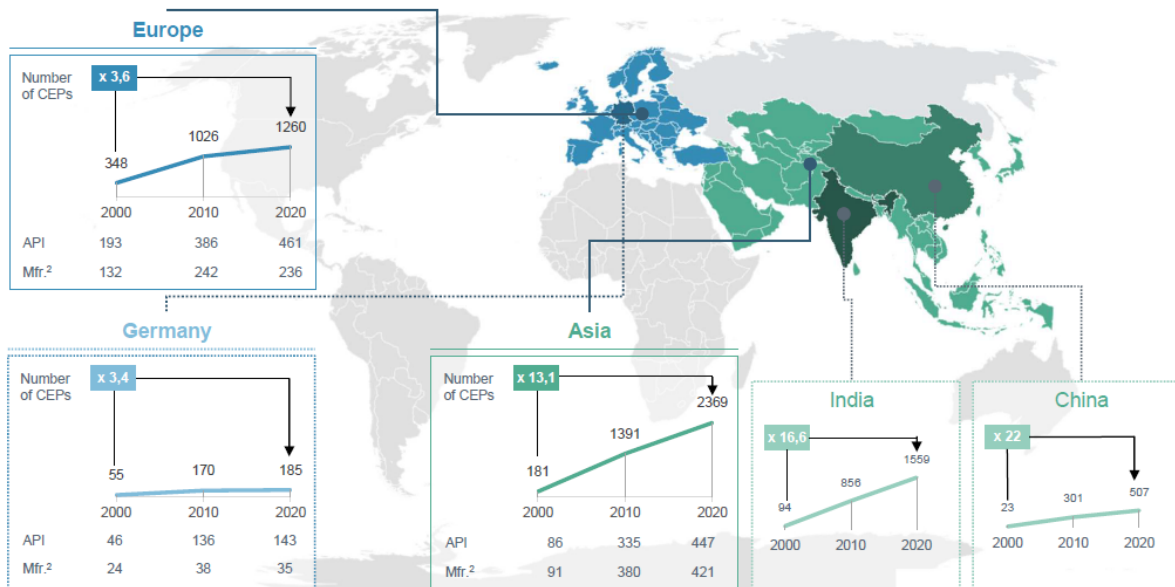 Europe
Number
of CEPs
x 3,6
348
1026
1260
2000 2010 2020
API 193 386 461
Mfr.² 132 242 236
Germany
Number
of CEPs
x 3,4
55
170
185
2000 2010 2020
API 46 136 143
Mfr.² 24 38 35
Asia
Number
of CEPs
x 13,1
181
1391
2369
2000 2010 2020
API 86 335 447
Mfr.² 91 380 421
India
x 16,6
94
856
1559
2000 2010 2020
China
x 22
23
301
507
2000 2010 2020